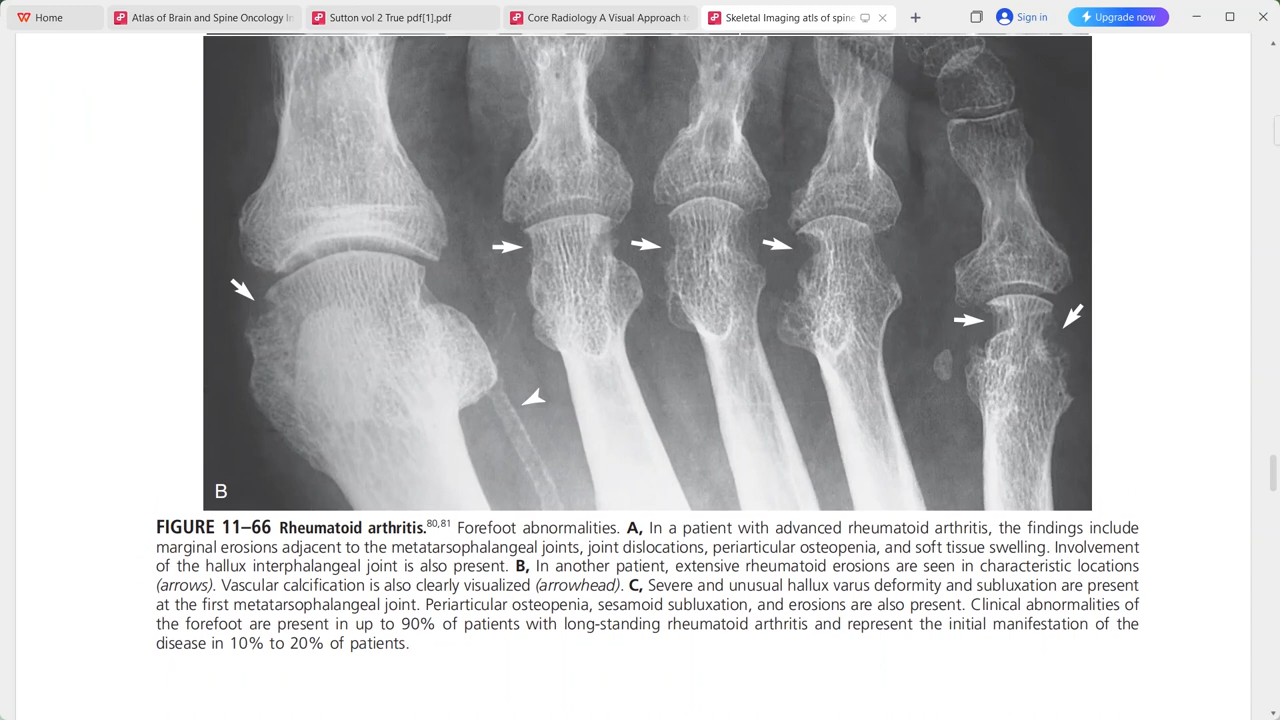 Home
Atlas of Brain and Spine Oncology I
Sutton vol 2 True pdf[1].pdf
Core Radiology A Visual Approach to
Skeletal Imaging atls of spine
Sign in
Upgrade now
B
FIGURE 11–66 Rheumatoid arthritis.80,81 Forefoot abnormalities. A, In a patient with advanced rheumatoid arthritis, the findings include
marginal erosions adjacent to the metatarsophalangeal joints, joint dislocations, periarticular osteopenia, and soft tissue swelling. Involvement
of the hallux interphalangeal joint is also present. B, In another patient, extensive rheumatoid erosions are seen in characteristic locations
(arrows). Vascular calcification is also clearly visualized (arrowhead). C, Severe and unusual hallux varus deformity and subluxation are present
at the first metatarsophalangeal joint. Periarticular osteopenia, sesamoid subluxation, and erosions are also present. Clinical abnormalities of
the forefoot are present in up to 90% of patients with long-standing rheumatoid arthritis and represent the initial manifestation of the
disease in 10% to 20% of patients.